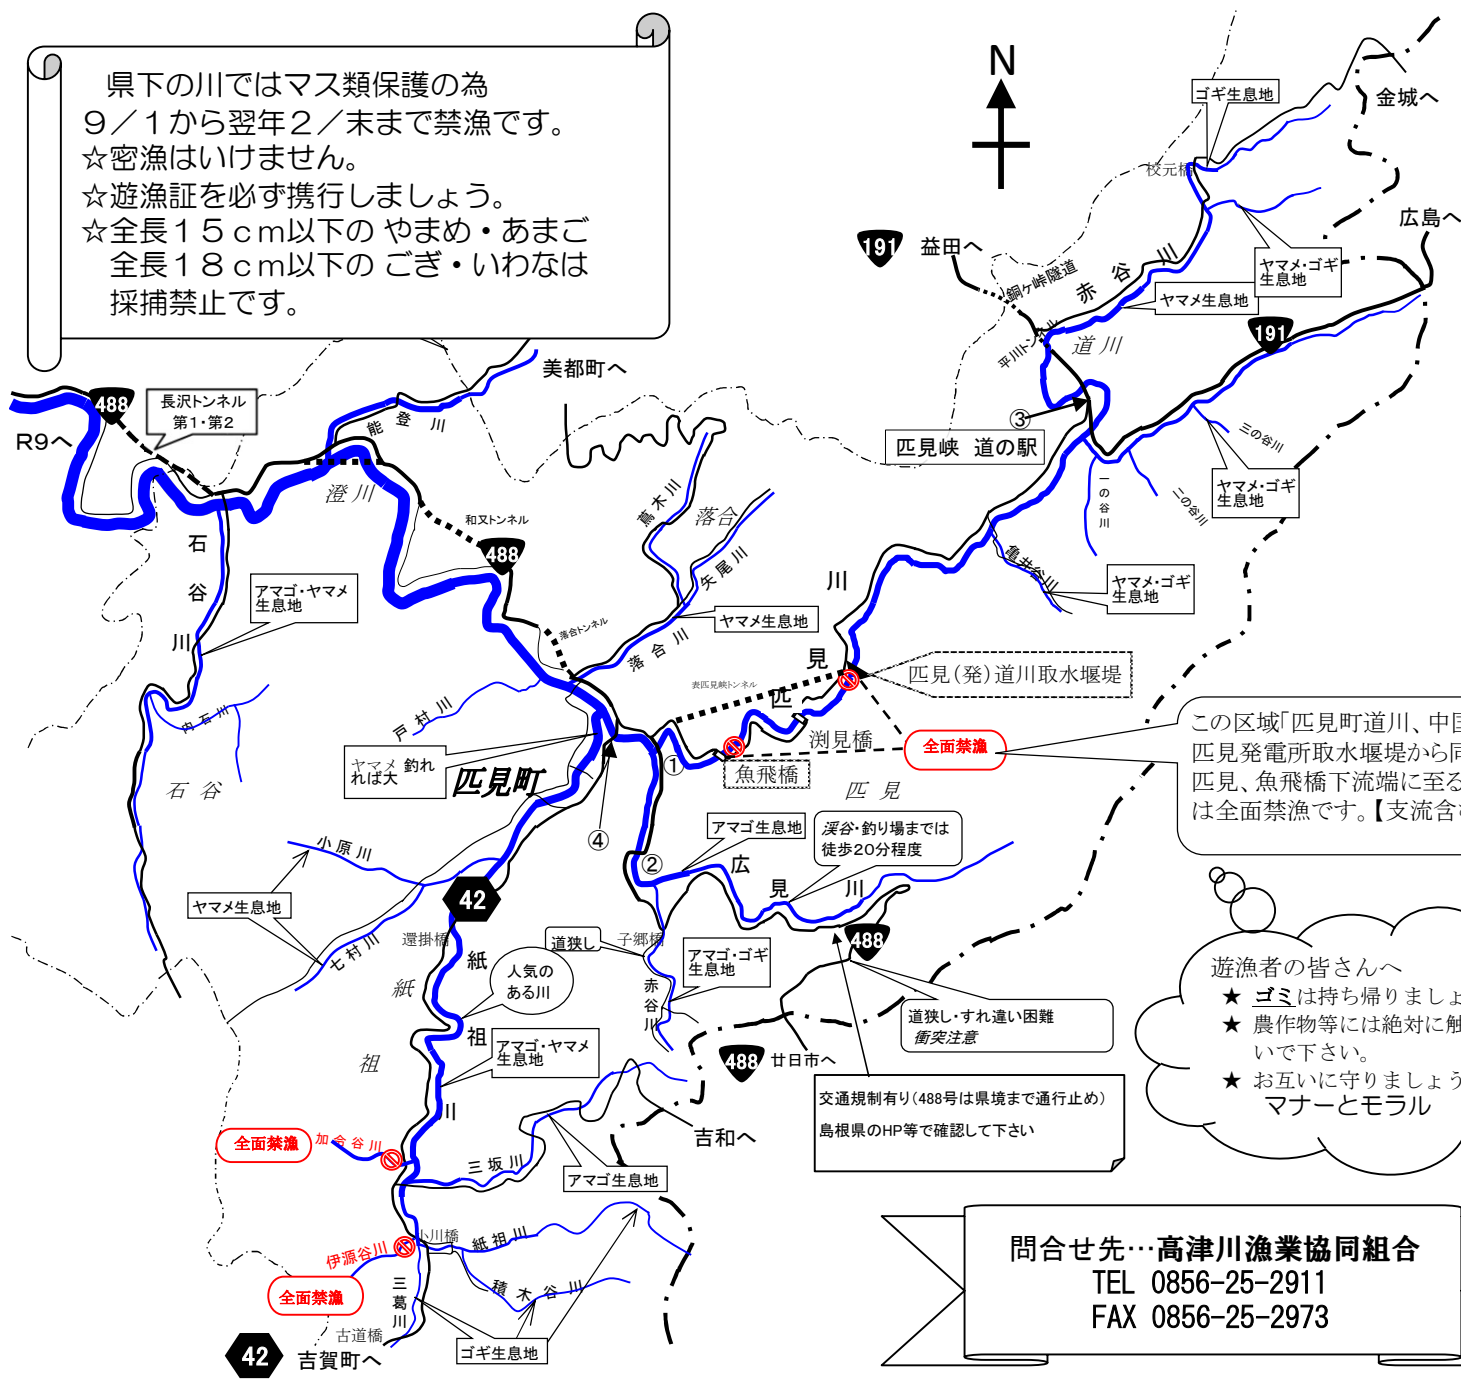 県下の川ではマス類保護の為
９／１から翌年２／末まで禁漁です。
☆密漁はいけません。
☆遊漁証を必ず携行しましょう。
☆全長１５ｃｍ以下の やまめ・あまご
全長１８ｃｍ以下の ごぎ・いわなは
採捕禁止です。
N
金城へ
ゴギ生息地
校元橋
広島へ
191
益田へ
銅ヶ峠隧道
赤谷川
ヤマメ・ゴギ
生息地
ヤマメ生息地
191
道川
美都町へ
488
長沢トンネル
第1・第2
R9へ
能登川
③
匹見峡 道の駅
三の谷川
ヤマメ・ゴギ
生息地
二の谷川
一の谷川
澄川
和又トンネル
488
蔦木川
落合
矢尾川
亀井谷川
ヤマメ・ゴギ
生息地
石谷川
アマゴ・ヤマメ
生息地
落合トンネル
落合川
ヤマメ生息地
匹見川
匹見(発)道川取水堰堤
表匹見峡トンネル
内石川
戸村川
渕見橋
全面禁漁
この区域「匹見町道川、中国
匹見発電所取水堰堤から同
匹見、魚飛橋下流端に至る
は全面禁漁です。【支流含む
①
魚飛橋
ヤマメ 釣れ
れば大
匹見町
石谷
匹見
④
小原川
②
アマゴ生息地
渓谷・釣り場までは
徒歩20分程度
広見川
ヤマメ生息地
42
七村川
還掛橋
道狭し
子郷橋
アマゴ・ゴギ
生息地
赤谷川
488
紙祖川
人気の
ある川
紙祖
道狭し・すれ違い困難
衝突注意
アマゴ・ヤマメ
生息地
488
廿日市へ
遊漁者の皆さんへ
★ ゴミは持ち帰りましょ
★ 農作物等には絶対に触
いで下さい。
★ お互いに守りましょう
マナーとモラル
交通規制有り(488号は県境まで通行止め)
島根県のHP等で確認して下さい
吉和へ
全面禁漁
三坂川
アマゴ生息地
小川橋
紙祖川
伊源谷川
全面禁漁
積木谷川
三葛川
古道橋
ゴギ生息地
42
吉賀町へ
問合せ先…高津川漁業協同組合
TEL 0856-25-2911
FAX 0856-25-2973